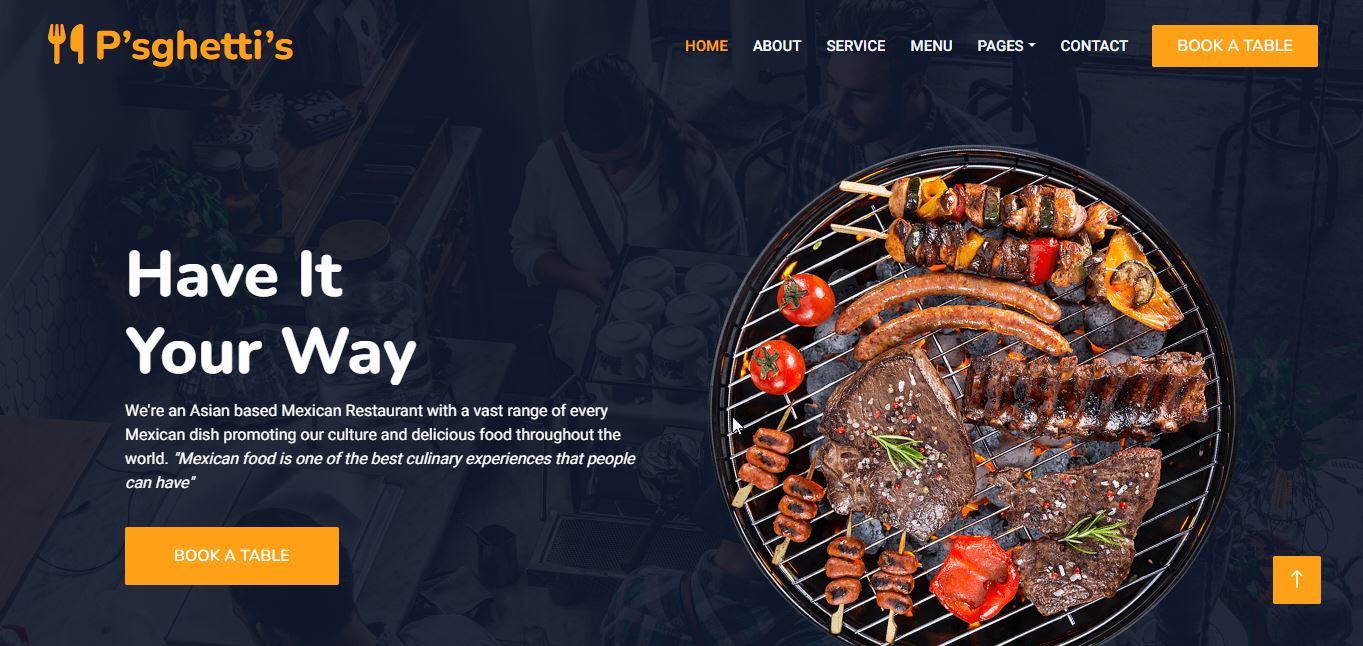 P’sghetti’s
HOME
ABOUT
SERVICE
MENU
PAGES
CONTACT
BOOK A TABLE
Have It
Your Way
We're an Asian based Mexican Restaurant with a vast range of every
Mexican dish promoting our culture and delicious food throughout the
world. "Mexican food is one of the best culinary experiences that people
can have"
BOOK A TABLE